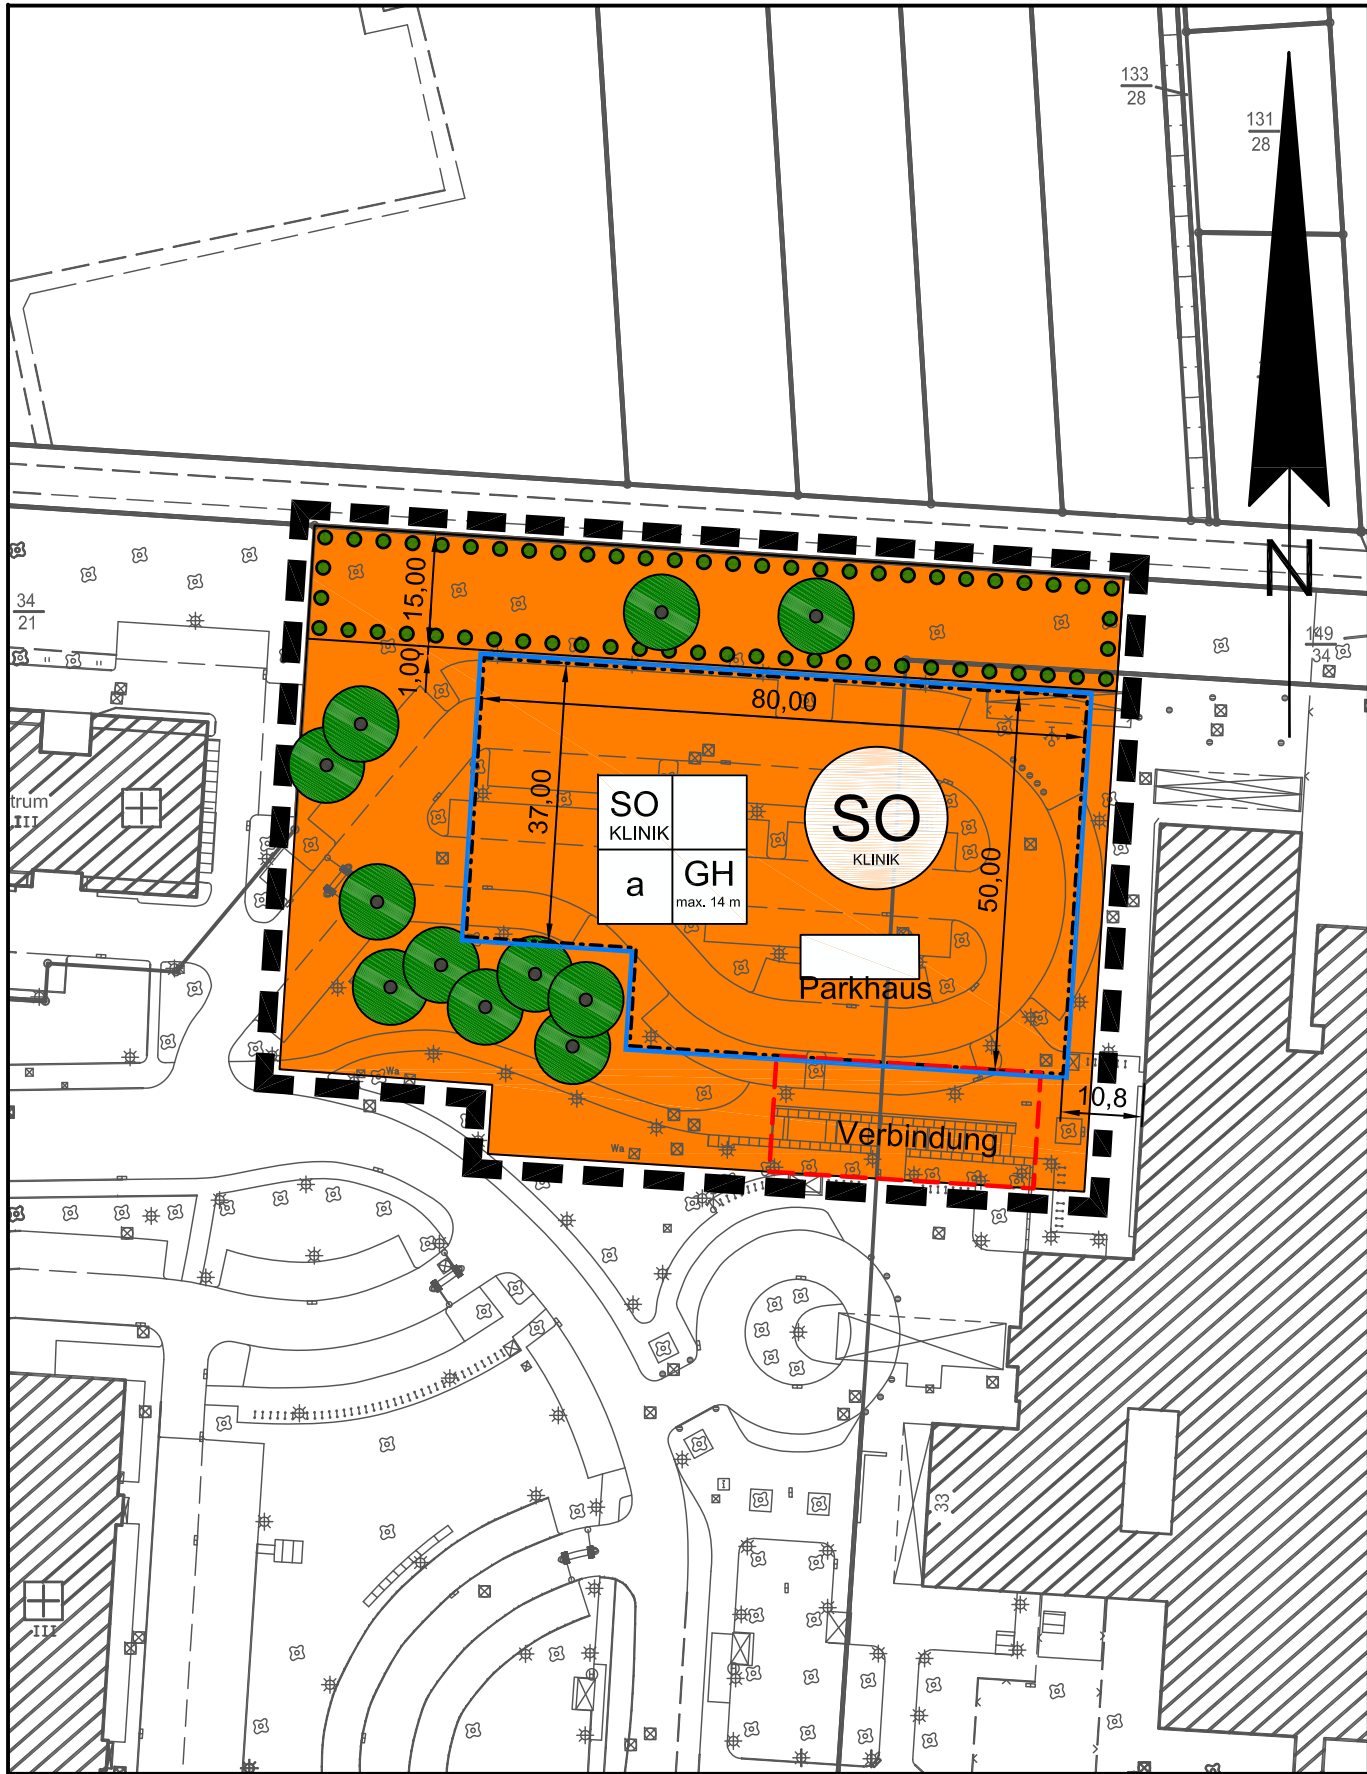 133
28
131
28
N
34
21
149
34
15,00
1,00
80,00
37,00
50,00
SO
KLINIK
a
GH
max. 14 m
SO
KLINIK
Parkhaus
trum
III
10,8
Verbindung
Wa
Wa
33
III